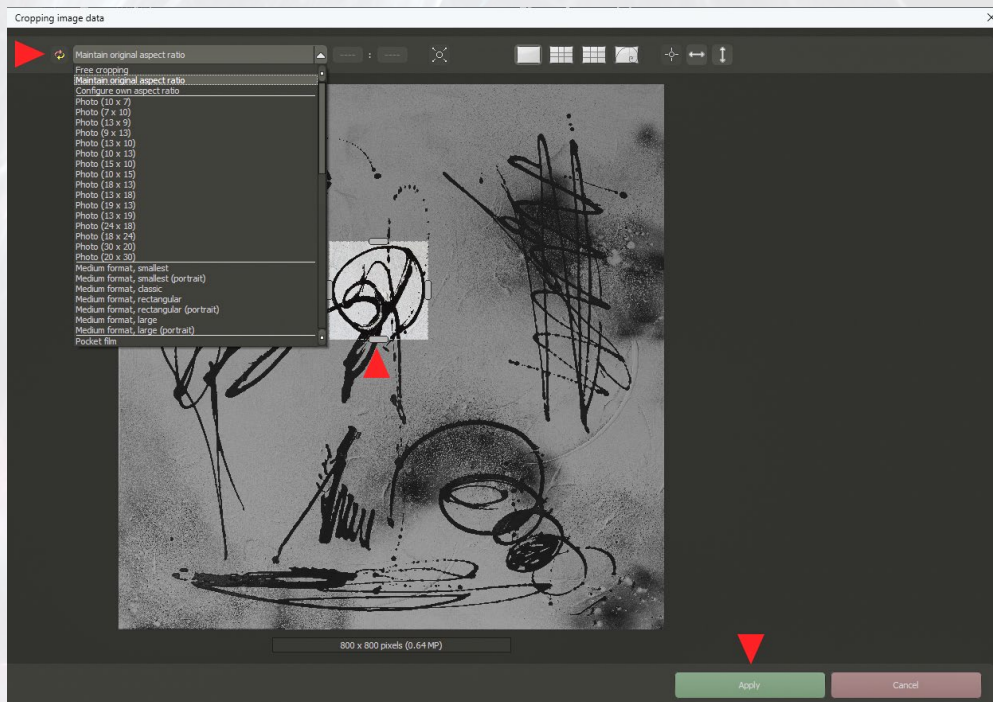 Cropping image data
Maintain original aspect ratio
---- : ----
Free cropping
Maintain original aspect ratio
Configure own aspect ratio
Photo (10 x 7)
Photo (7 x 10)
Photo (13 x 9)
Photo (9 x 13)
Photo (13 x 10)
Photo (10 x 13)
Photo (15 x 10)
Photo (10 x 15)
Photo (18 x 13)
Photo (13 x 18)
Photo (19 x 13)
Photo (13 x 19)
Photo (24 x 18)
Photo (18 x 24)
Photo (30 x 20)
Photo (20 x 30)
Medium format, smallest
Medium format, smallest (portrait)
Medium format, classic
Medium format, rectangular
Medium format, rectangular (portrait)
Medium format, large
Medium format, large (portrait)
Pocket film
800 x 800 pixels (0.64 MP)
Apply Cancel